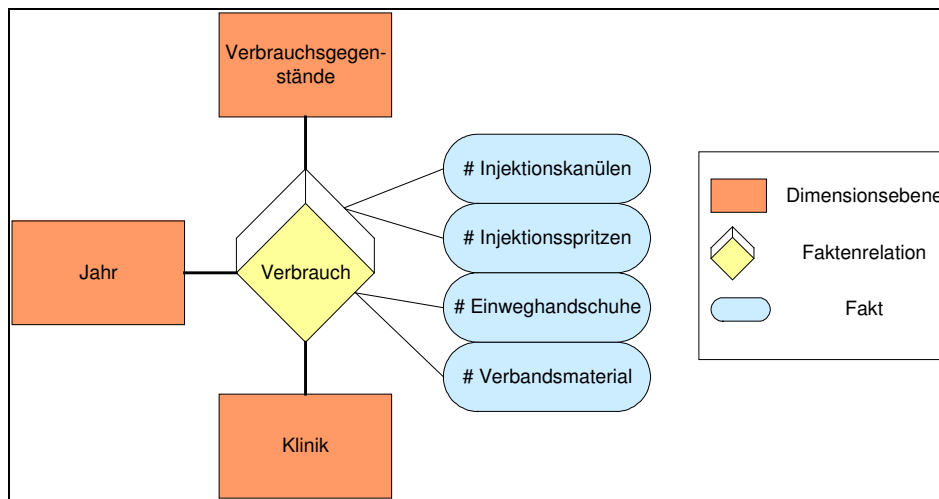 Verbrauchsgegen-
stände
# Injektionskanülen
# Injektionsspritzen
Jahr
Verbrauch
# Einweghandschuhe
# Verbandsmaterial
Klinik
Dimensionsebene
Faktenrelation
Fakt